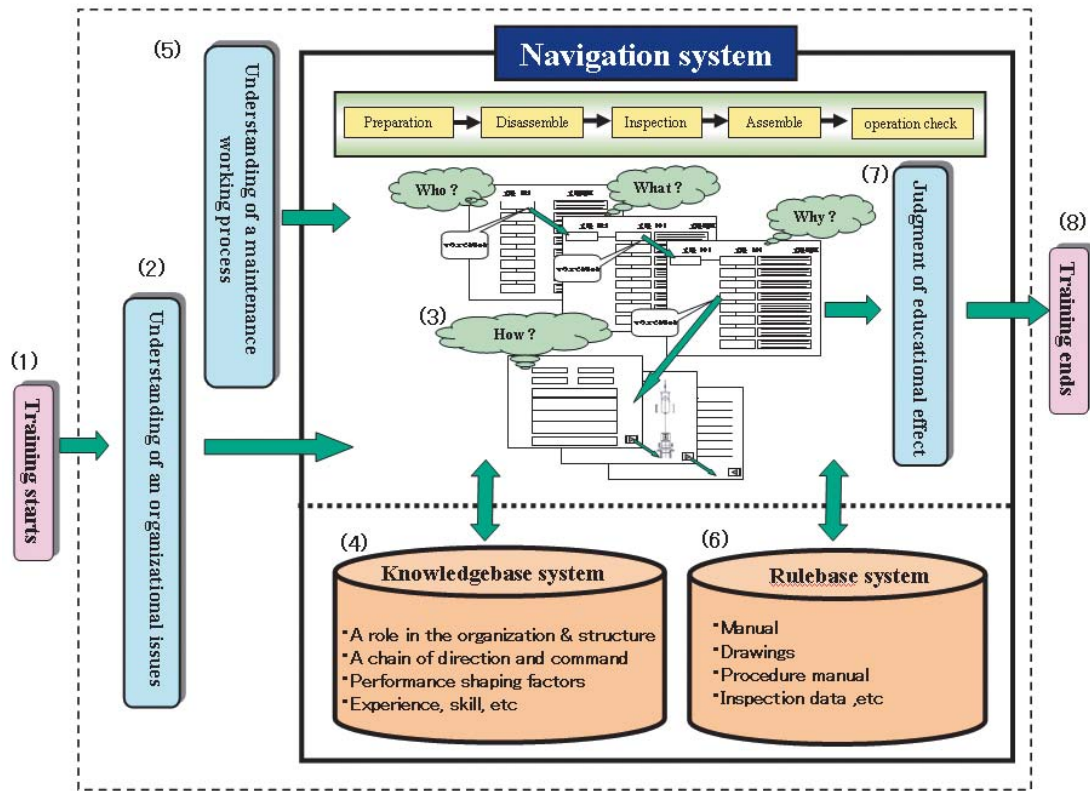 (5)
Understanding of a maintenance
working process
Navigation system
Preparation
Disassemble
Inspection
Assemble
operation check
Who ?
What ?
Why ?
(7)
Judgment of educational effect
(8)
Training ends
(2)
Understanding of an organizational issues
(3)
How ?
(1)
Training starts
(4)
Knowledgebase system
・A role in the organization & structure
・A chain of direction and command
・Performance shaping factors
・Experience, skill, etc
(6)
Rulebase system
・Manual
・Drawings
・Procedure manual
・Inspection data ,etc